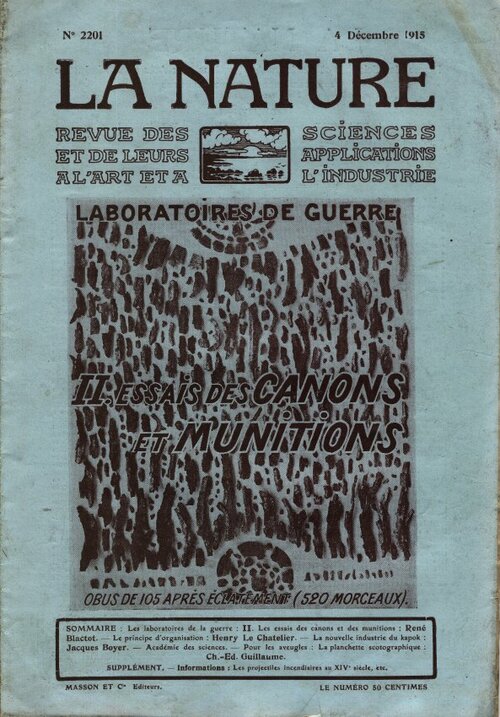 N° 2201 4 Décembre 1915
LA NATURE
REVUE DES SCIENCES
ET DE LEURS APPLICATIONS
A L'ART ET A L'INDUSTRIE
LABORATOIRES DE GUERRE
II. ESSAIS DES CANONS
ET MUNITIONS
OBUS DE 105 APRÈS ÉCLATEMENT (520 MORCEAUX).
SOMMAIRE : Les laboratoires de la guerre : II. Les essais des canons et des munitions : René
Blactot. — Le principe d'organisation : Henry Le Chatelier. — La nouvelle industrie du kapok :
Jacques Boyer. — Académie des sciences. — Pour les aveugles : La planchette scotographique :
Ch.-Ed. Guillaume.
SUPPLÉMENT. — Informations : Les projectiles incendiaires au XIVe siècle, etc.
MASSON ET Cie Editeurs. LE NUMÉRO 50 CENTIMES